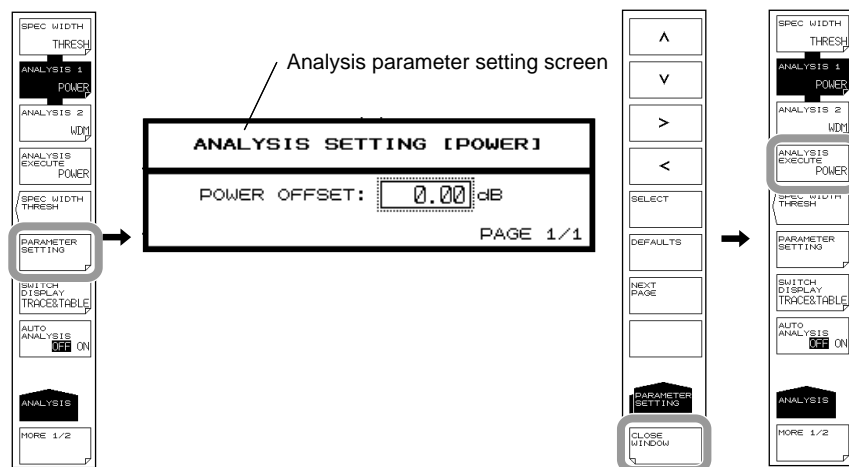 SPEC WIDTH
THRESH
ANALYSIS 1
POWER
ANALYSIS 2
WDM
ANALYSIS
EXECUTE
POWER
SPEC WIDTH
THRESH
PARAMETER
SETTING
SWITCH
DISPLAY
TRACE&TABLE
AUTO
ANALYSIS
OFF ON
ANALYSIS
MORE 1/2
Analysis parameter setting screen
ANALYSIS SETTING [POWER]
POWER OFFSET: 0.00 dB
PAGE 1/1
∧
∨
>
<
SELECT
DEFAULTS
NEXT
PAGE
PARAMETER
SETTING
CLOSE
WINDOW
SPEC WIDTH
THRESH
ANALYSIS 1
POWER
ANALYSIS 2
WDM
ANALYSIS
EXECUTE
POWER
SPEC WIDTH
THRESH
PARAMETER
SETTING
SWITCH
DISPLAY
TRACE&TABLE
AUTO
ANALYSIS
OFF ON
ANALYSIS
MORE 1/2